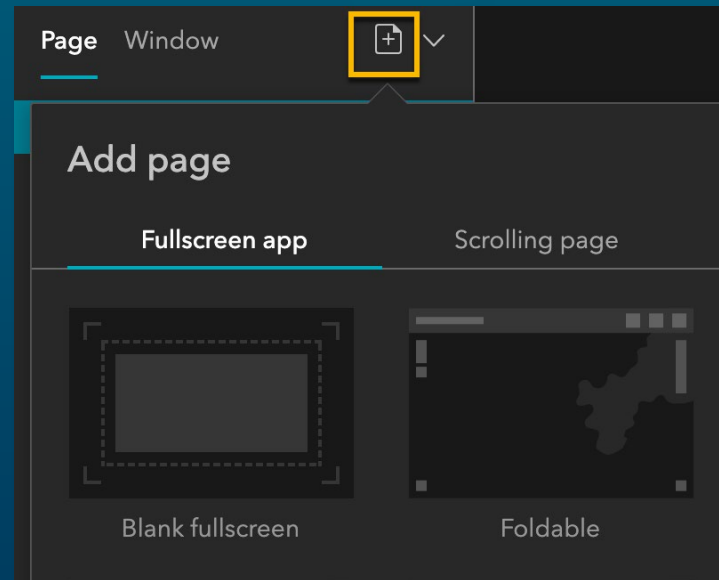 Page Window
Add page
Fullscreen app Scrolling page
Blank fullscreen Foldable